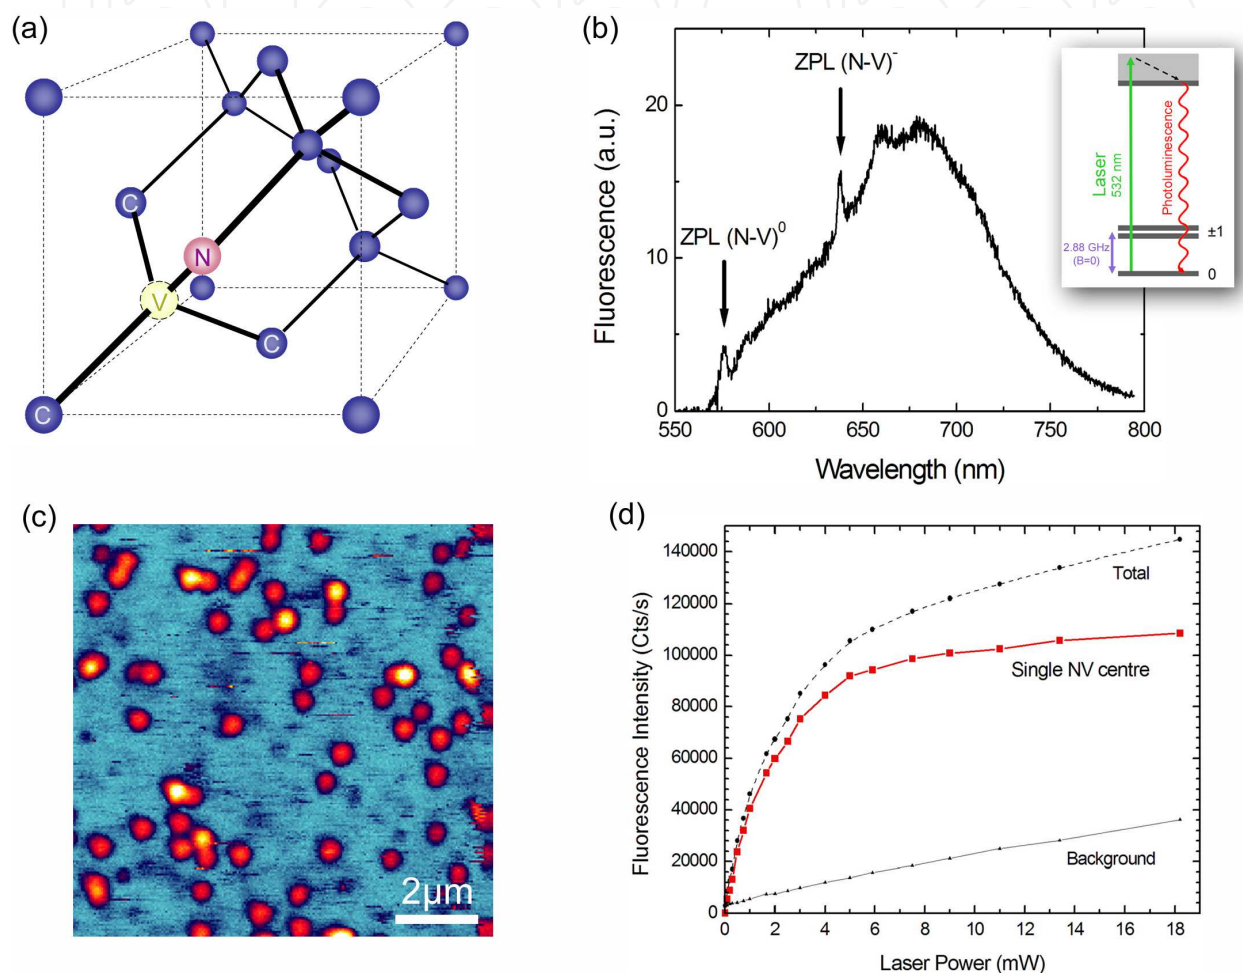 (a)
C
N
V
C
C
(b)
ZPL (N-V)⁻
ZPL (N-V)⁰
Fluorescence (a.u.)
20
10
0
550 600 650 700 750 800
Wavelength (nm)
Laser
532 nm
Photoluminescence
2.88 GHz
(B=0)
±1
0
(c)
2μm
(d)
Fluorescence Intensity (Cts/s)
140000
120000
100000
80000
60000
40000
20000
0
Total
Single NV centre
Background
0 2 4 6 8 10 12 14 16 18
Laser Power (mW)